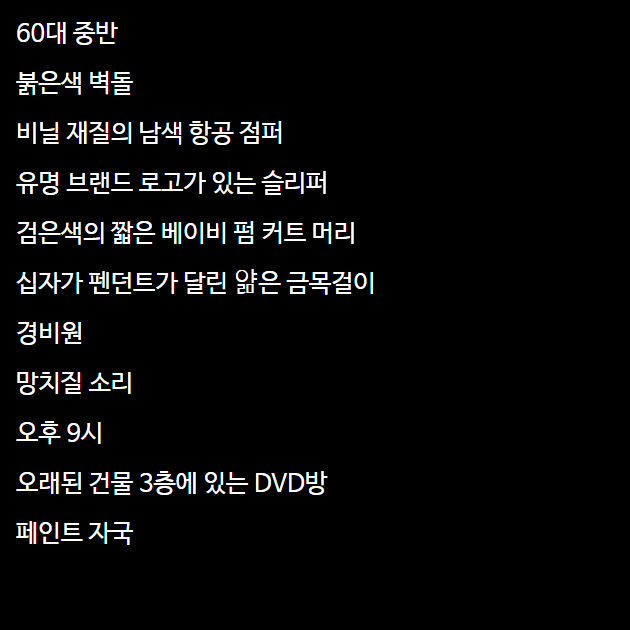 60대 중반
붉은색 벽돌
비닐 재질의 남색 항공 점퍼
유명 브랜드 로고가 있는 슬리퍼
검은색의 짧은 베이비 펌 커트 머리
십자가 펜던트가 달린 얇은 금목걸이
경비원
망치질 소리
오후 9시
오래된 건물 3층에 있는 DVD방
페인트 자국